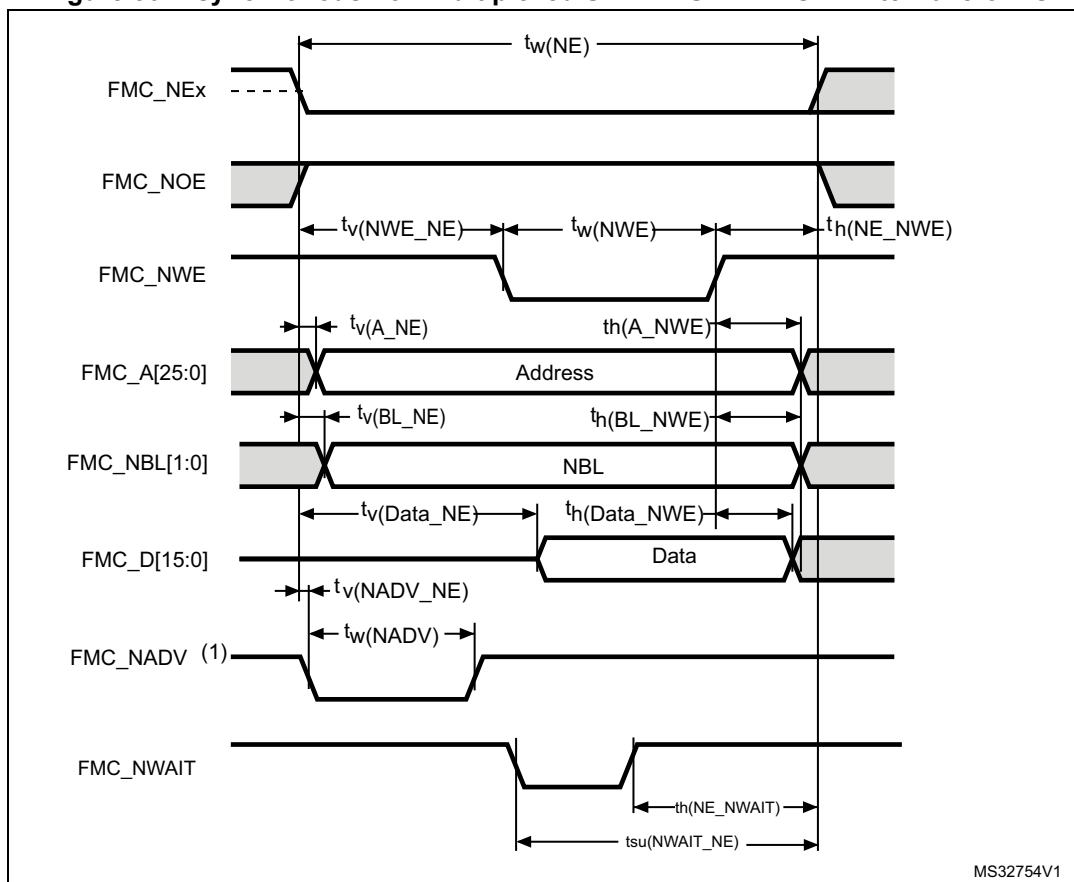 tw(NE)
FMC_NEx
FMC_NOE
tv(NWE_NE)
tw(NWE)
th(NE_NWE)
FMC_NWE
tv(A_NE)
th(A_NWE)
FMC_A[25:0]
Address
tv(BL_NE)
th(BL_NWE)
FMC_NBL[1:0]
NBL
tv(Data_NE)
th(Data_NWE)
FMC_D[15:0]
Data
tv(NADV_NE)
tw(NADV)
FMC_NADV (1)
FMC_NWAIT
th(NE_NWAIT)
tsu(NWAIT_NE)
MS32754V1